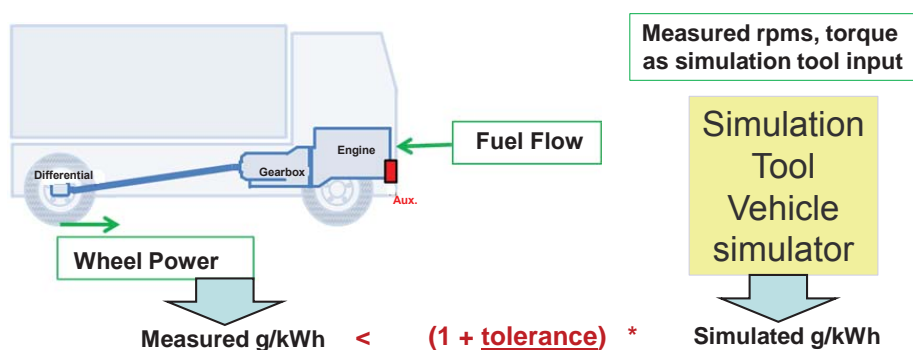 Measured rpms, torque
as simulation tool input
Simulation
Tool
Vehicle
simulator
Engine
Fuel Flow
Differential
Gearbox
Aux.
Wheel Power
Measured g/kWh < (1 + tolerance) * Simulated g/kWh